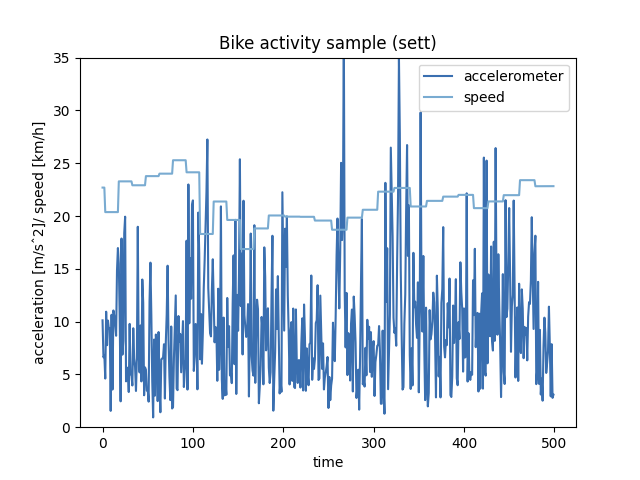 Bike activity sample (sett)
acceleration [m/s^2]/ speed [km/h]
35
30
25
20
15
10
5
0
accelerometer
speed
0
100
200
300
400
500
time